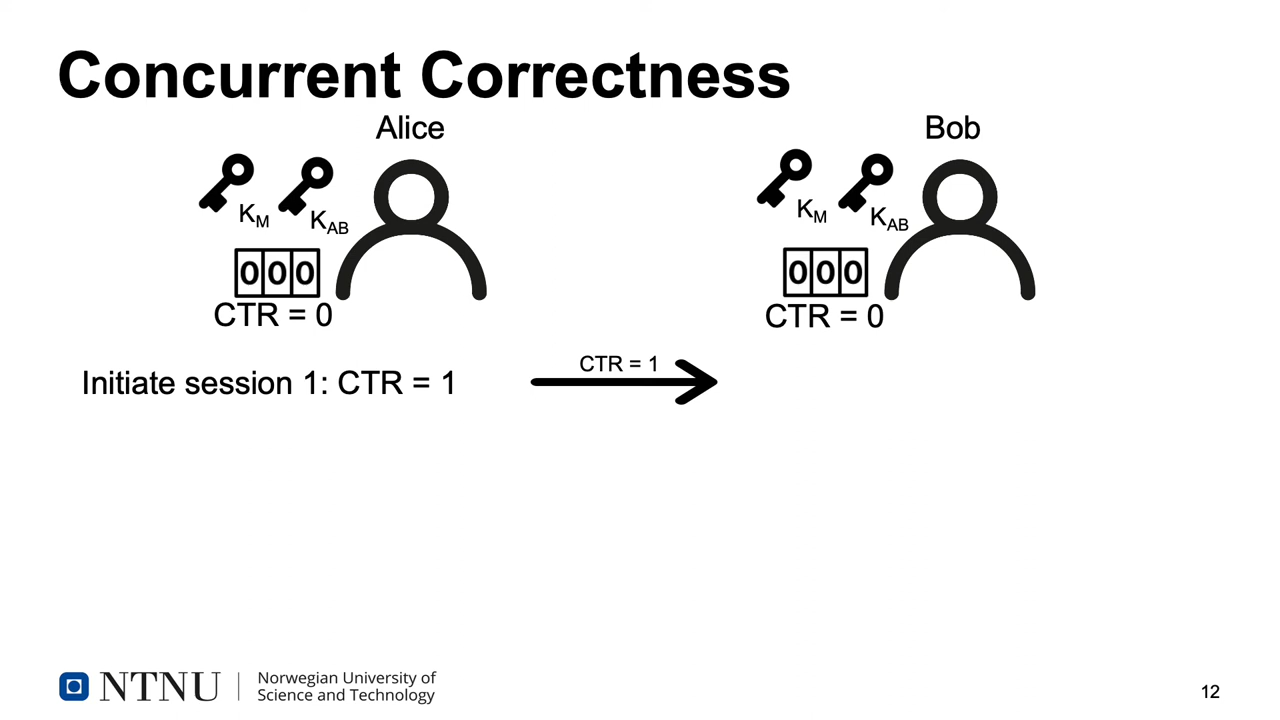 Concurrent Correctness
Alice
Bob
K_M
K_AB
K_M
K_AB
000
000
CTR = 0
CTR = 0
CTR = 1
Initiate session 1: CTR = 1
NTNU
Norwegian University of
Science and Technology
12